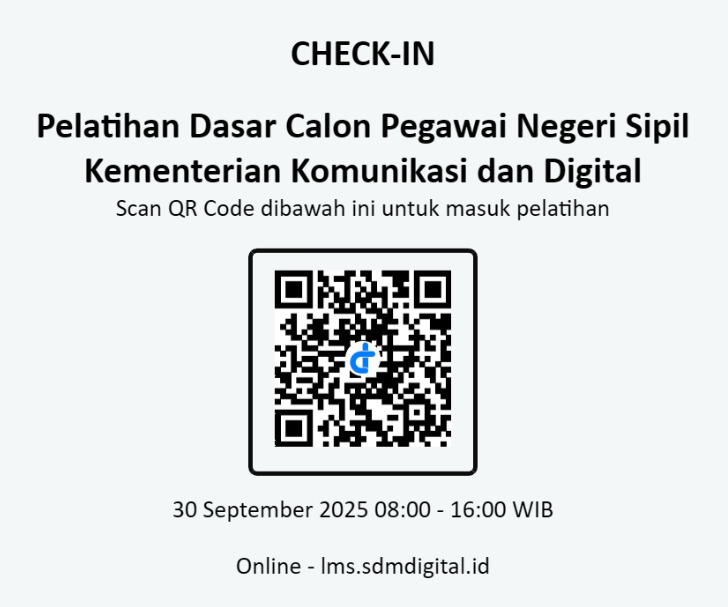 CHECK-IN
Pelatihan Dasar Calon Pegawai Negeri Sipil
Kementerian Komunikasi dan Digital
Scan QR Code dibawah ini untuk masuk pelatihan
30 September 2025 08:00 - 16:00 WIB
Online - lms.sdmdigital.id